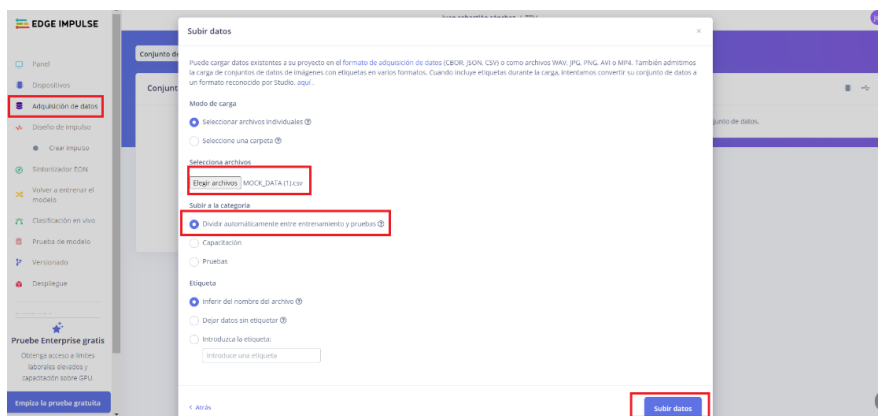 EDGE IMPULSE
Panel
Dispositivos
Adquisición de datos
Diseño de impulso
Crear impulso
Sintonizador EON
Volver a entrenar el
modelo
Clasificación en vivo
Prueba de modelo
Versionado
Despliegue
Pruebe Enterprise gratis
Obtenga acceso a límites
laborales elevados y
capacitación sobre GPU.
Empiza la prueba gratuita
Conjunto de
Conjunt
junto de datos.
Subir datos
×
Puede cargar datos existentes a su proyecto en el formato de adquisición de datos (CBOR, JSON, CSV) o como archivos WAV, JPG, PNG, AVI o MP4. También admitimos
la carga de conjuntos de datos de imágenes con etiquetas en varios formatos. Cuando incluye etiquetas durante la carga, intentamos convertir su conjunto de datos a
un formato reconocido por Studio, aquí .
Modo de carga
Seleccionar archivos individuales
Seleccione una carpeta
Selecciona archivos
Elegir archivos MOCK_DATA (1).csv
Subir a la categoría
Dividir automáticamente entre entrenamiento y pruebas
Capacitación
Pruebas
Etiqueta
Inferir del nombre del archivo
Dejar datos sin etiquetar
Introduzca la etiqueta:
Introduce una etiqueta
< Atrás
Subir datos